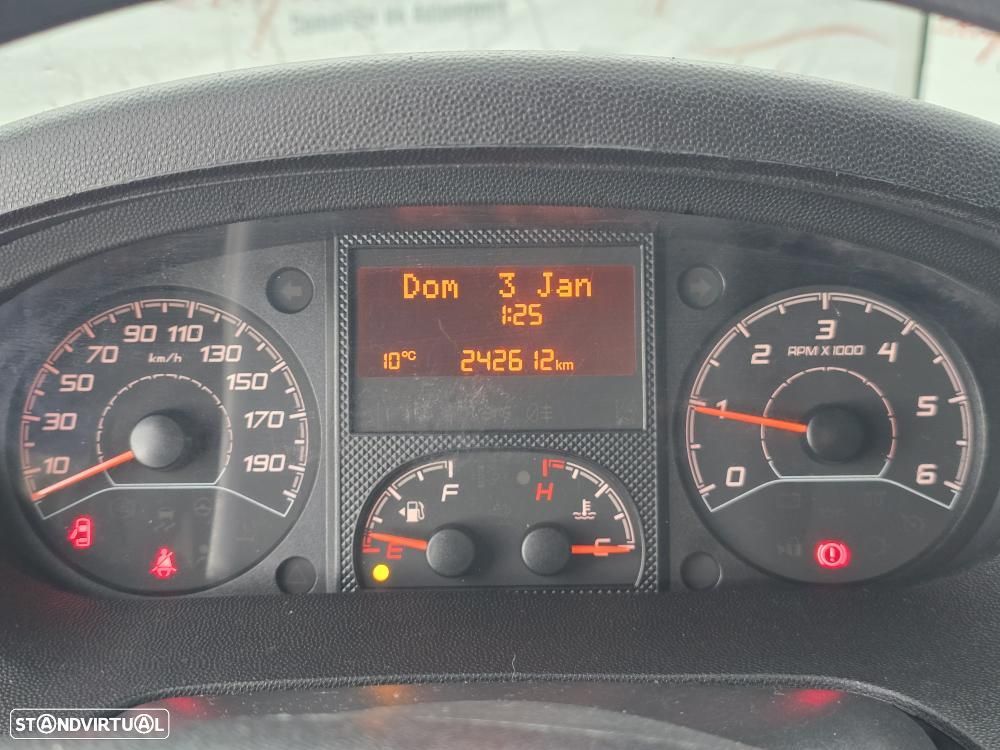 Dom 3 Jan
1:25
10°C 242612 km
10 30 50 70 90 110 130 150 170 190
km/h
0 1 2 3 4 5 6
RPM X 1000
E F
H C
STANDVIRTUAL